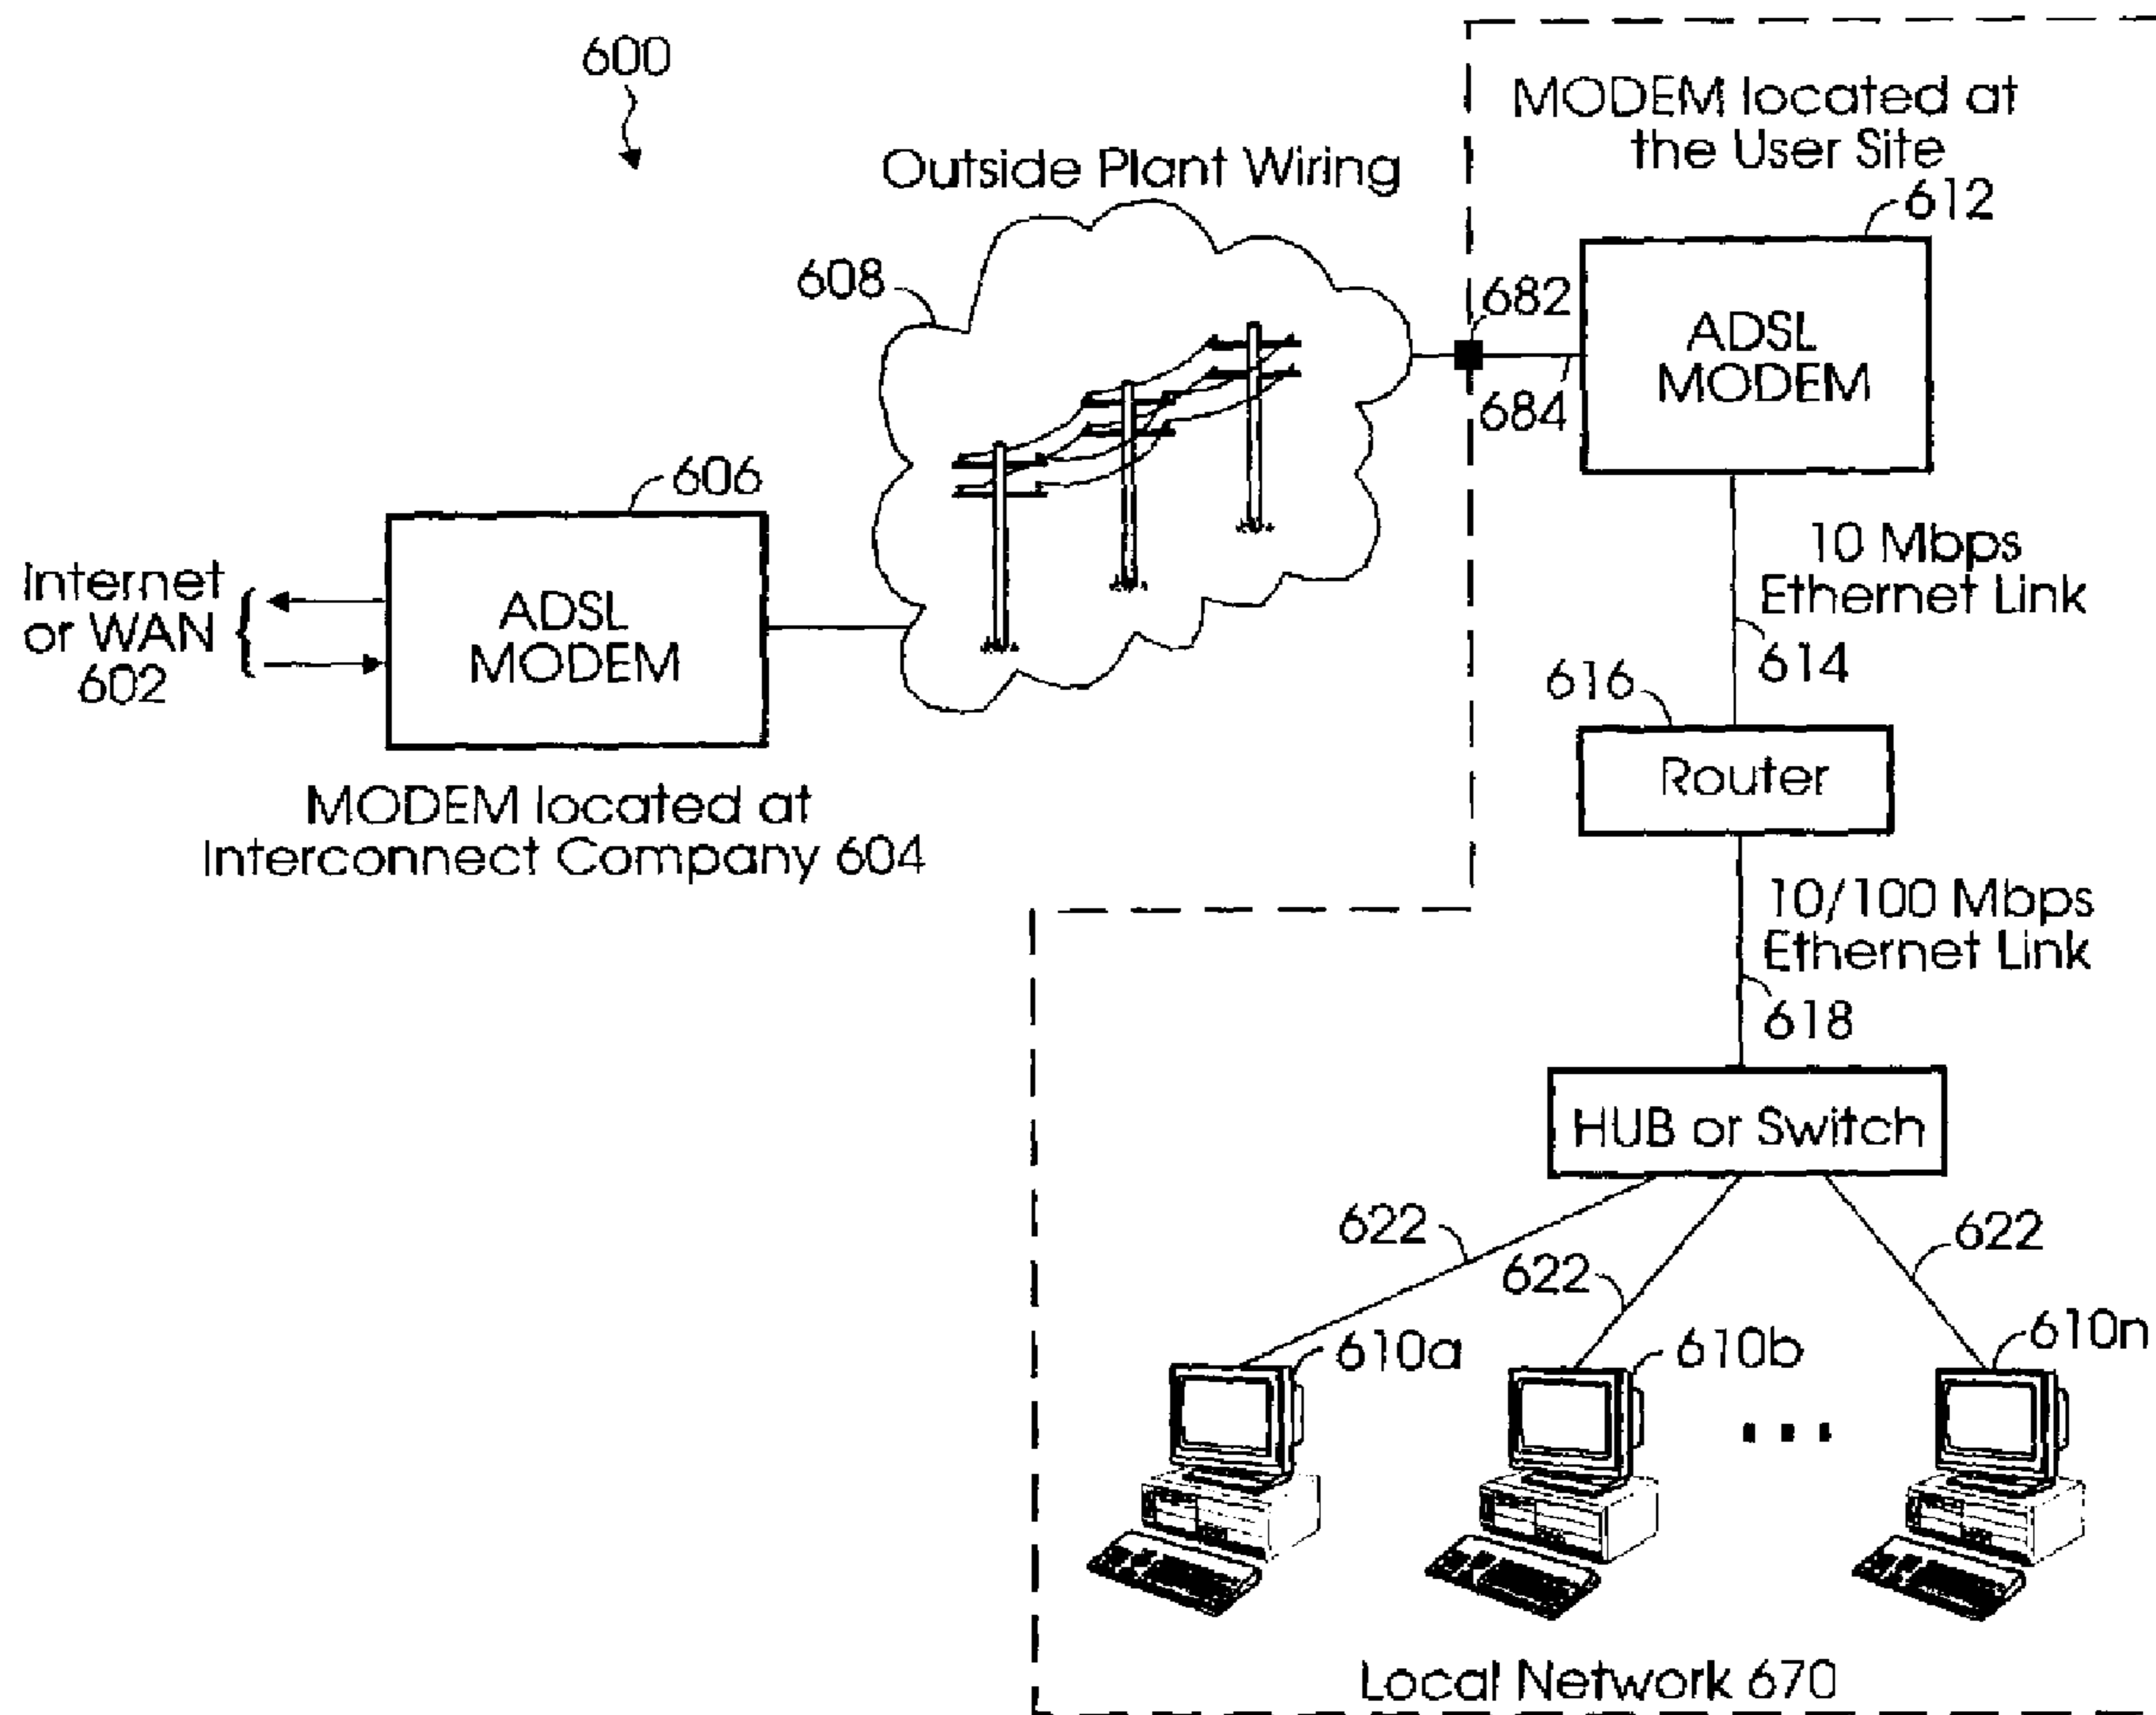 600
MODEM located at
the User Site
612
Outside Plant Wiring
608
682
ADSL
MODEM
684
606
Internet
or WAN
602
ADSL
MODEM
10 Mbps
Ethernet Link
614
616
Router
MODEM located at
Interconnect Company 604
10/100 Mbps
Ethernet Link
618
HUB or Switch
622
622
622
610a
610b
610n
Local Network 670